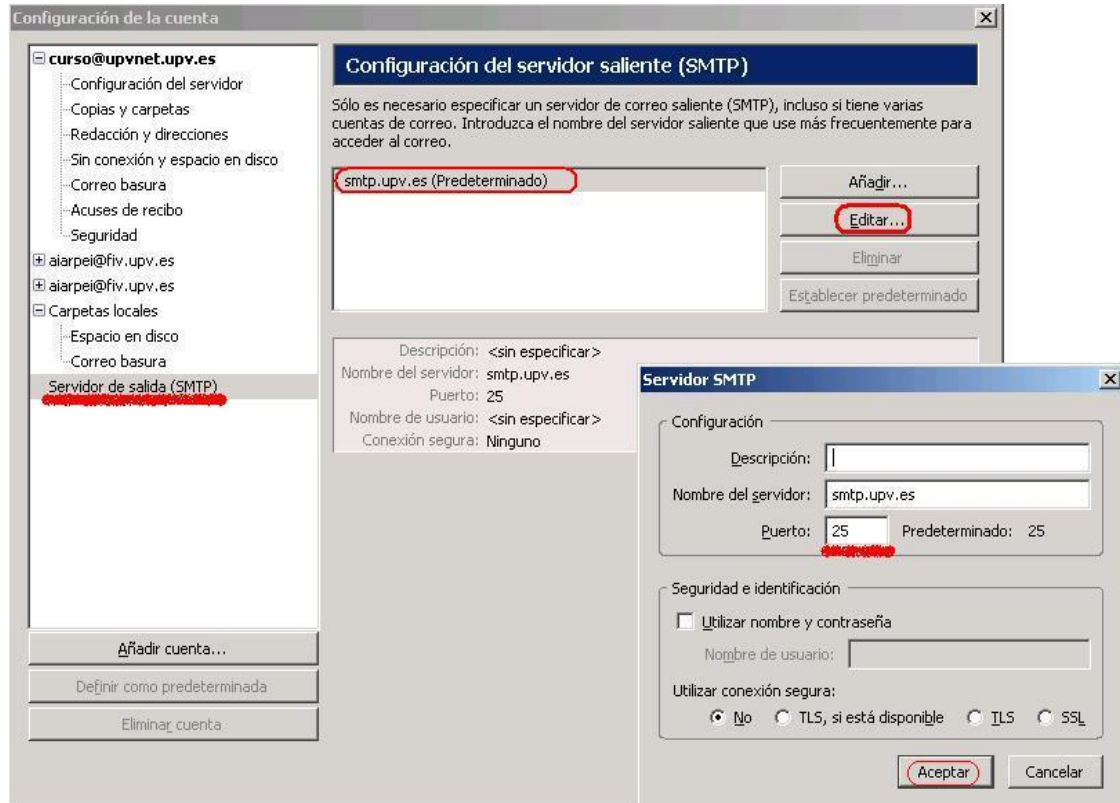 Configuración de la cuenta
curso@upvnet.upv.es
Configuración del servidor
Copias y carpetas
Redacción y direcciones
Sin conexión y espacio en disco
Correo basura
Acuses de recibo
Seguridad
aiarpei@fiv.upv.es
aiarpei@fiv.upv.es
Carpetas locales
Espacio en disco
Correo basura
Servidor de salida (SMTP)
Añadir cuenta...
Definir como predeterminada
Eliminar cuenta
Configuración del servidor saliente (SMTP)
Sólo es necesario especificar un servidor de correo saliente (SMTP), incluso si tiene varias
cuentas de correo. Introduzca el nombre del servidor saliente que use más frecuentemente para
acceder al correo.
smtp.upv.es (Predeterminado)
Añadir...
Editar...
Eliminar
Establecer predeterminado
Descripción: <sin especificar>
Nombre del servidor: smtp.upv.es
Puerto: 25
Nombre de usuario: <sin especificar>
Conexión segura: Ninguno
Servidor SMTP
Configuración
Descripción:
Nombre del servidor: smtp.upv.es
Puerto: 25 Predeterminado: 25
Seguridad e identificación
Utilizar nombre y contraseña
Nombre de usuario:
Utilizar conexión segura:
No TLS, si está disponible TLS SSL
Aceptar Cancelar